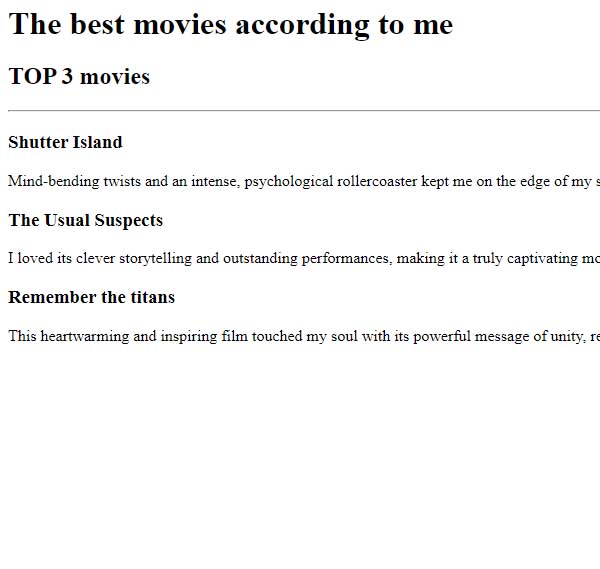 The best movies according to me
TOP 3 movies
Shutter Island
Mind-bending twists and an intense, psychological rollercoaster kept me on the edge of my
The Usual Suspects
I loved its clever storytelling and outstanding performances, making it a truly captivating
Remember the titans
This heartwarming and inspiring film touched my soul with its powerful message of unity,